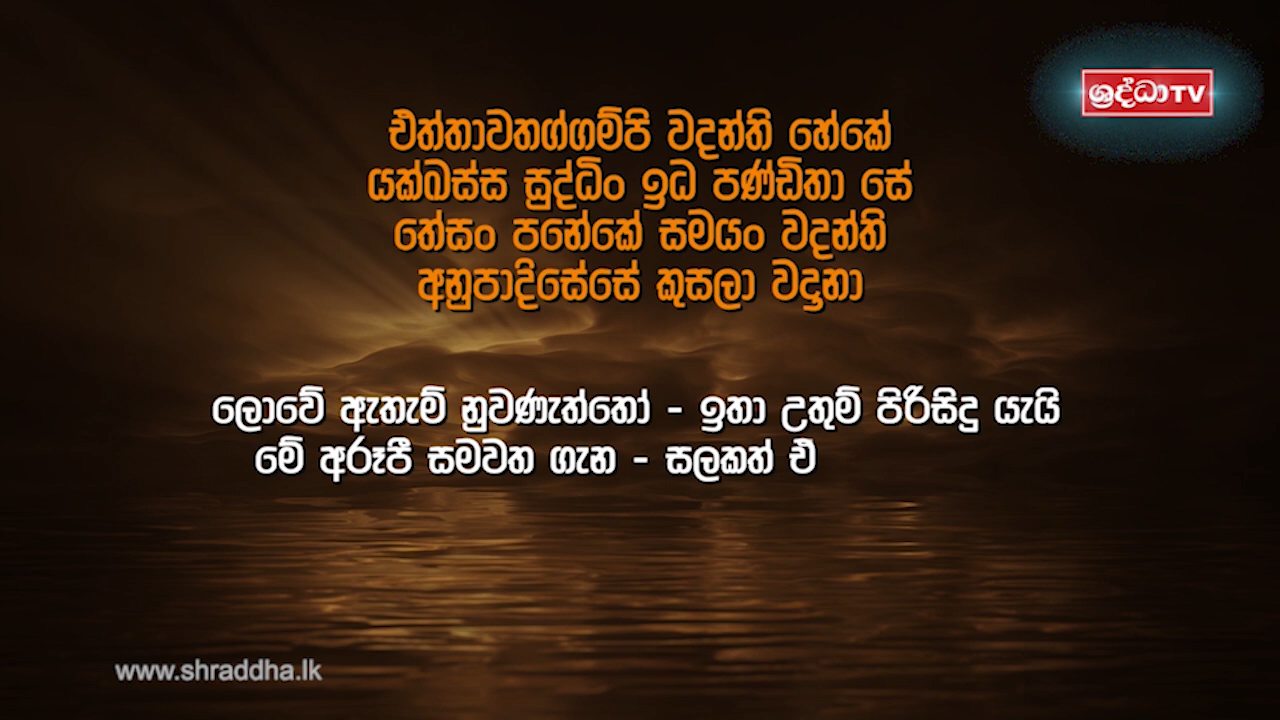 ශ්‍රද්ධා TV
එත්තාවතග්ගම්පි වදන්ති හේකේ
යක්ඛස්ස සුද්ධිං ඉධ පණ්ඩිතා සේ
තේසං පනේකේ සමයං වදන්ති
අනුපාදිසේසේ කුසලා වදානා
ලොවේ ඇතැම් නුවණැත්තෝ - ඉතා උතුම් පිරිසිදු යැයි
මේ අරූපී සමවත ගැන - සලකත් ඒ
www.shraddha.lk